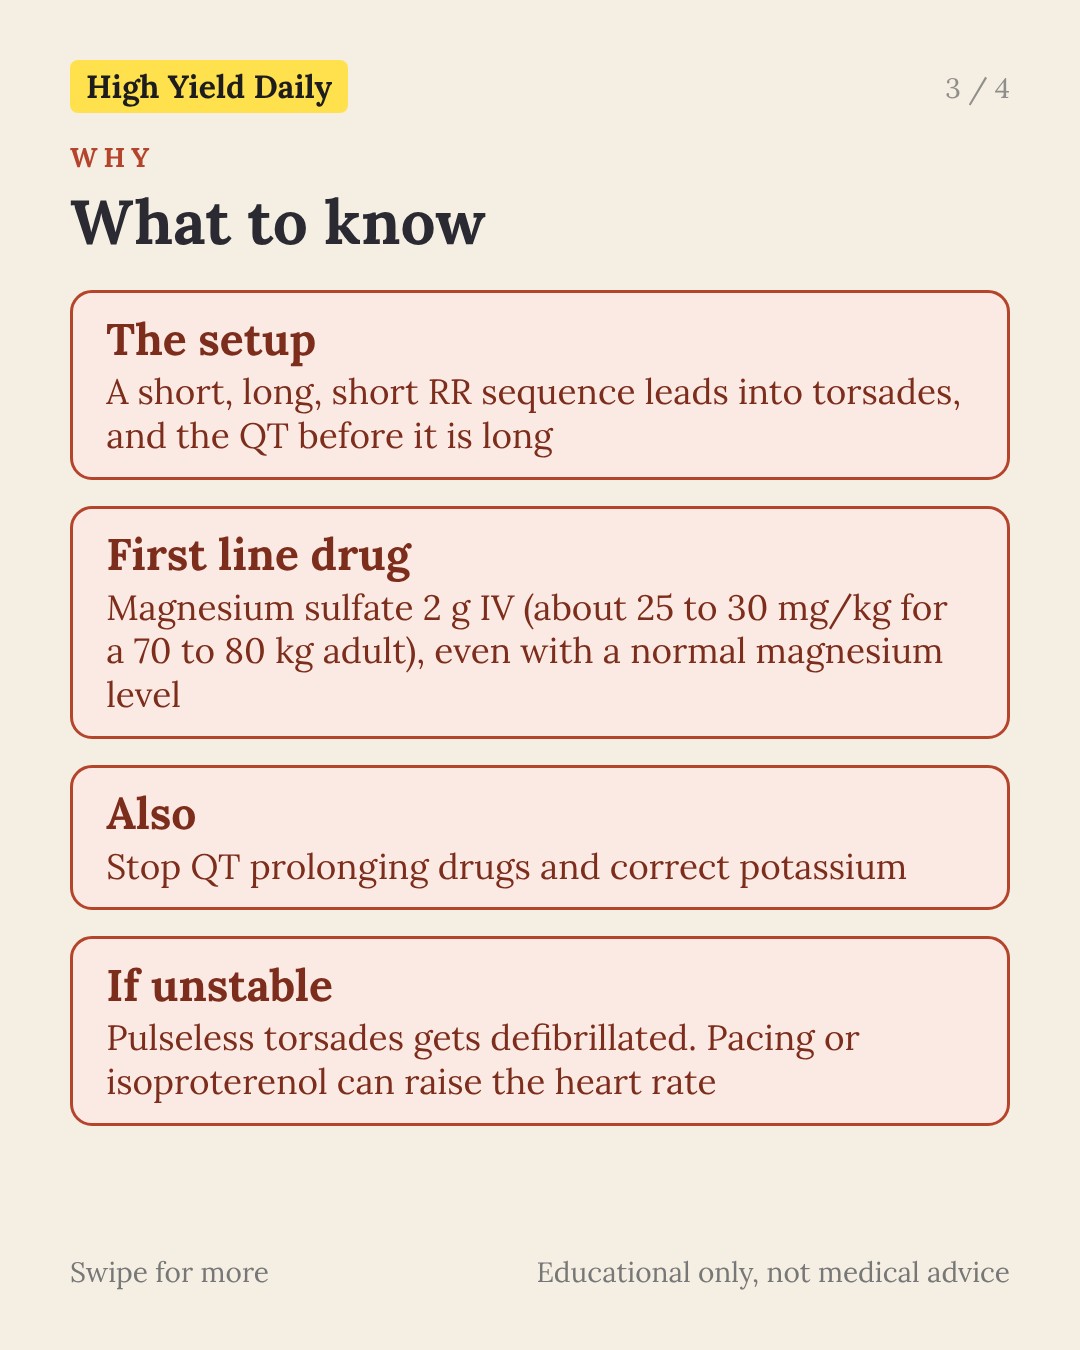 High Yield Daily
3 / 4
WHY
What to know
The setup
A short, long, short RR sequence leads into torsades,
and the QT before it is long
First line drug
Magnesium sulfate 2 g IV (about 25 to 30 mg/kg for
a 70 to 80 kg adult), even with a normal magnesium
level
Also
Stop QT prolonging drugs and correct potassium
If unstable
Pulseless torsades gets defibrillated. Pacing or
isoproterenol can raise the heart rate
Swipe for more
Educational only, not medical advice